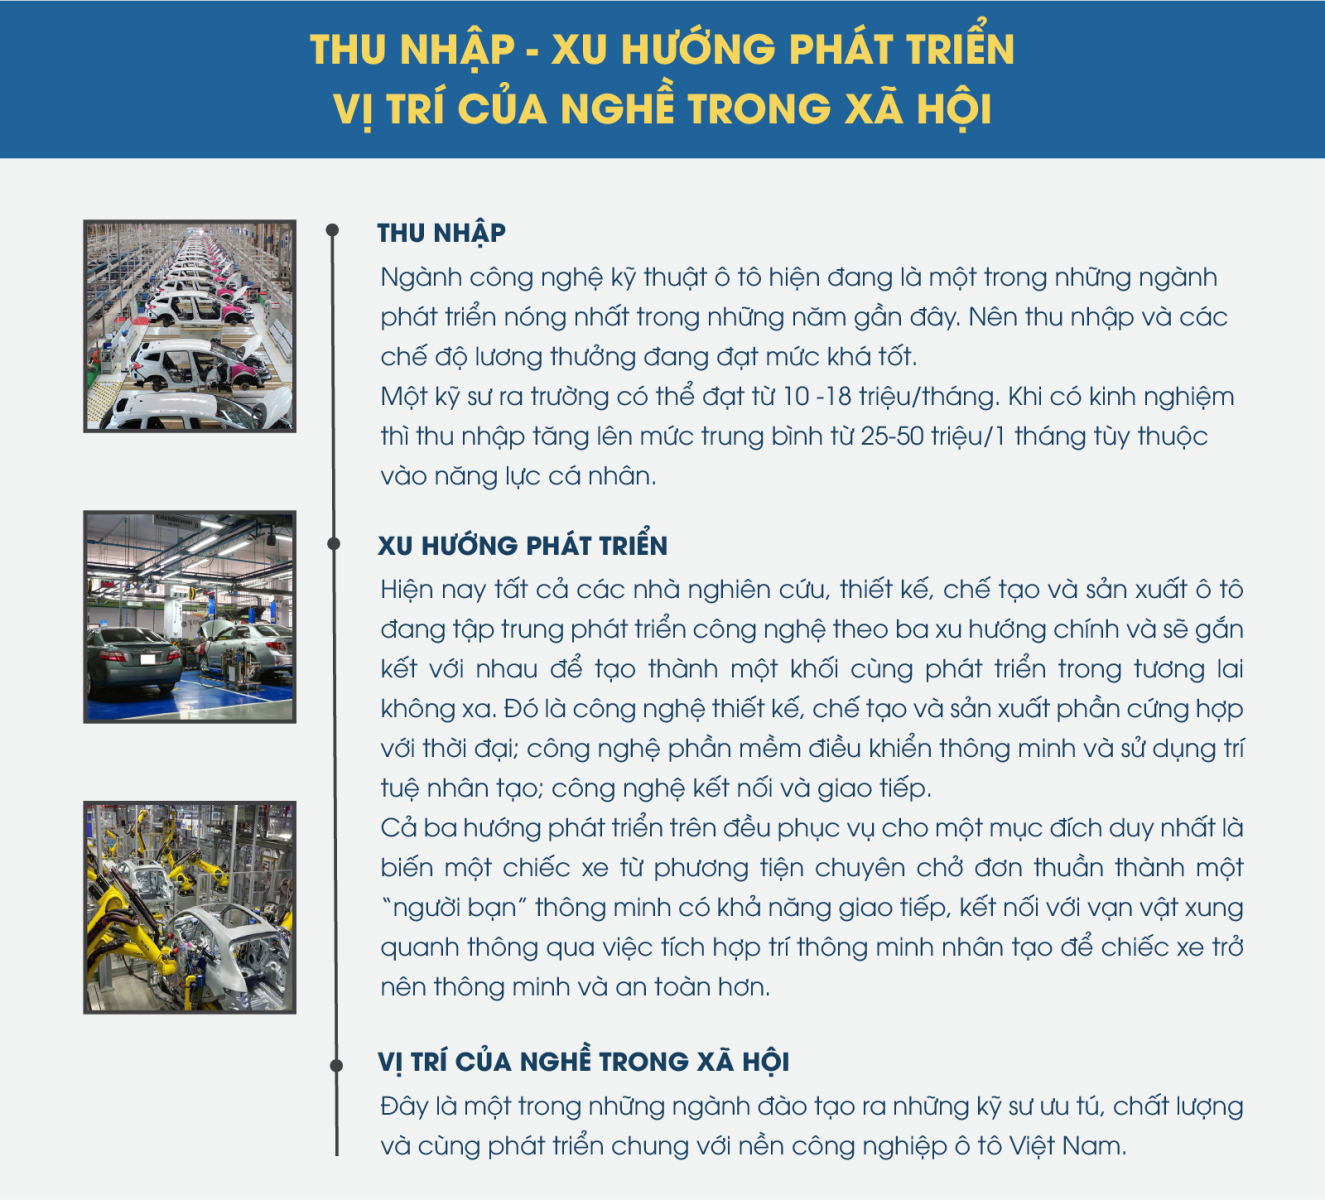 THU NHẬP - XU HƯỚNG PHÁT TRIỂN
VỊ TRÍ CỦA NGHỀ TRONG XÃ HỘI
THU NHẬP
Ngành công nghệ kỹ thuật ô tô hiện đang là một trong những ngành
phát triển nóng nhất trong những năm gần đây. Nên thu nhập và các
chế độ lương thưởng đang đạt mức khá tốt.
Một kỹ sư ra trường có thể đạt từ 10 -18 triệu/tháng. Khi có kinh nghiệm
thì thu nhập tăng lên mức trung bình từ 25-50 triệu/1 tháng tùy thuộc
vào năng lực cá nhân.
XU HƯỚNG PHÁT TRIỂN
Hiện nay tất cả các nhà nghiên cứu, thiết kế, chế tạo và sản xuất ô tô
đang tập trung phát triển công nghệ theo ba xu hướng chính và sẽ gắn
kết với nhau để tạo thành một khối cùng phát triển trong tương lai
không xa. Đó là công nghệ thiết kế, chế tạo và sản xuất phần cứng hợp
với thời đại; công nghệ phần mềm điều khiển thông minh và sử dụng trí
tuệ nhân tạo; công nghệ kết nối và giao tiếp.
Cả ba hướng phát triển trên đều phục vụ cho một mục đích duy nhất là
biến một chiếc xe từ phương tiện chuyên chở đơn thuần thành một
“người bạn” thông minh có khả năng giao tiếp, kết nối với vạn vật xung
quanh thông qua việc tích hợp trí thông minh nhân tạo để chiếc xe trở
nên thông minh và an toàn hơn.
VỊ TRÍ CỦA NGHỀ TRONG XÃ HỘI
Đây là một trong những ngành đào tạo ra những kỹ sư ưu tú, chất lượng
và cùng phát triển chung với nền công nghiệp ô tô Việt Nam.